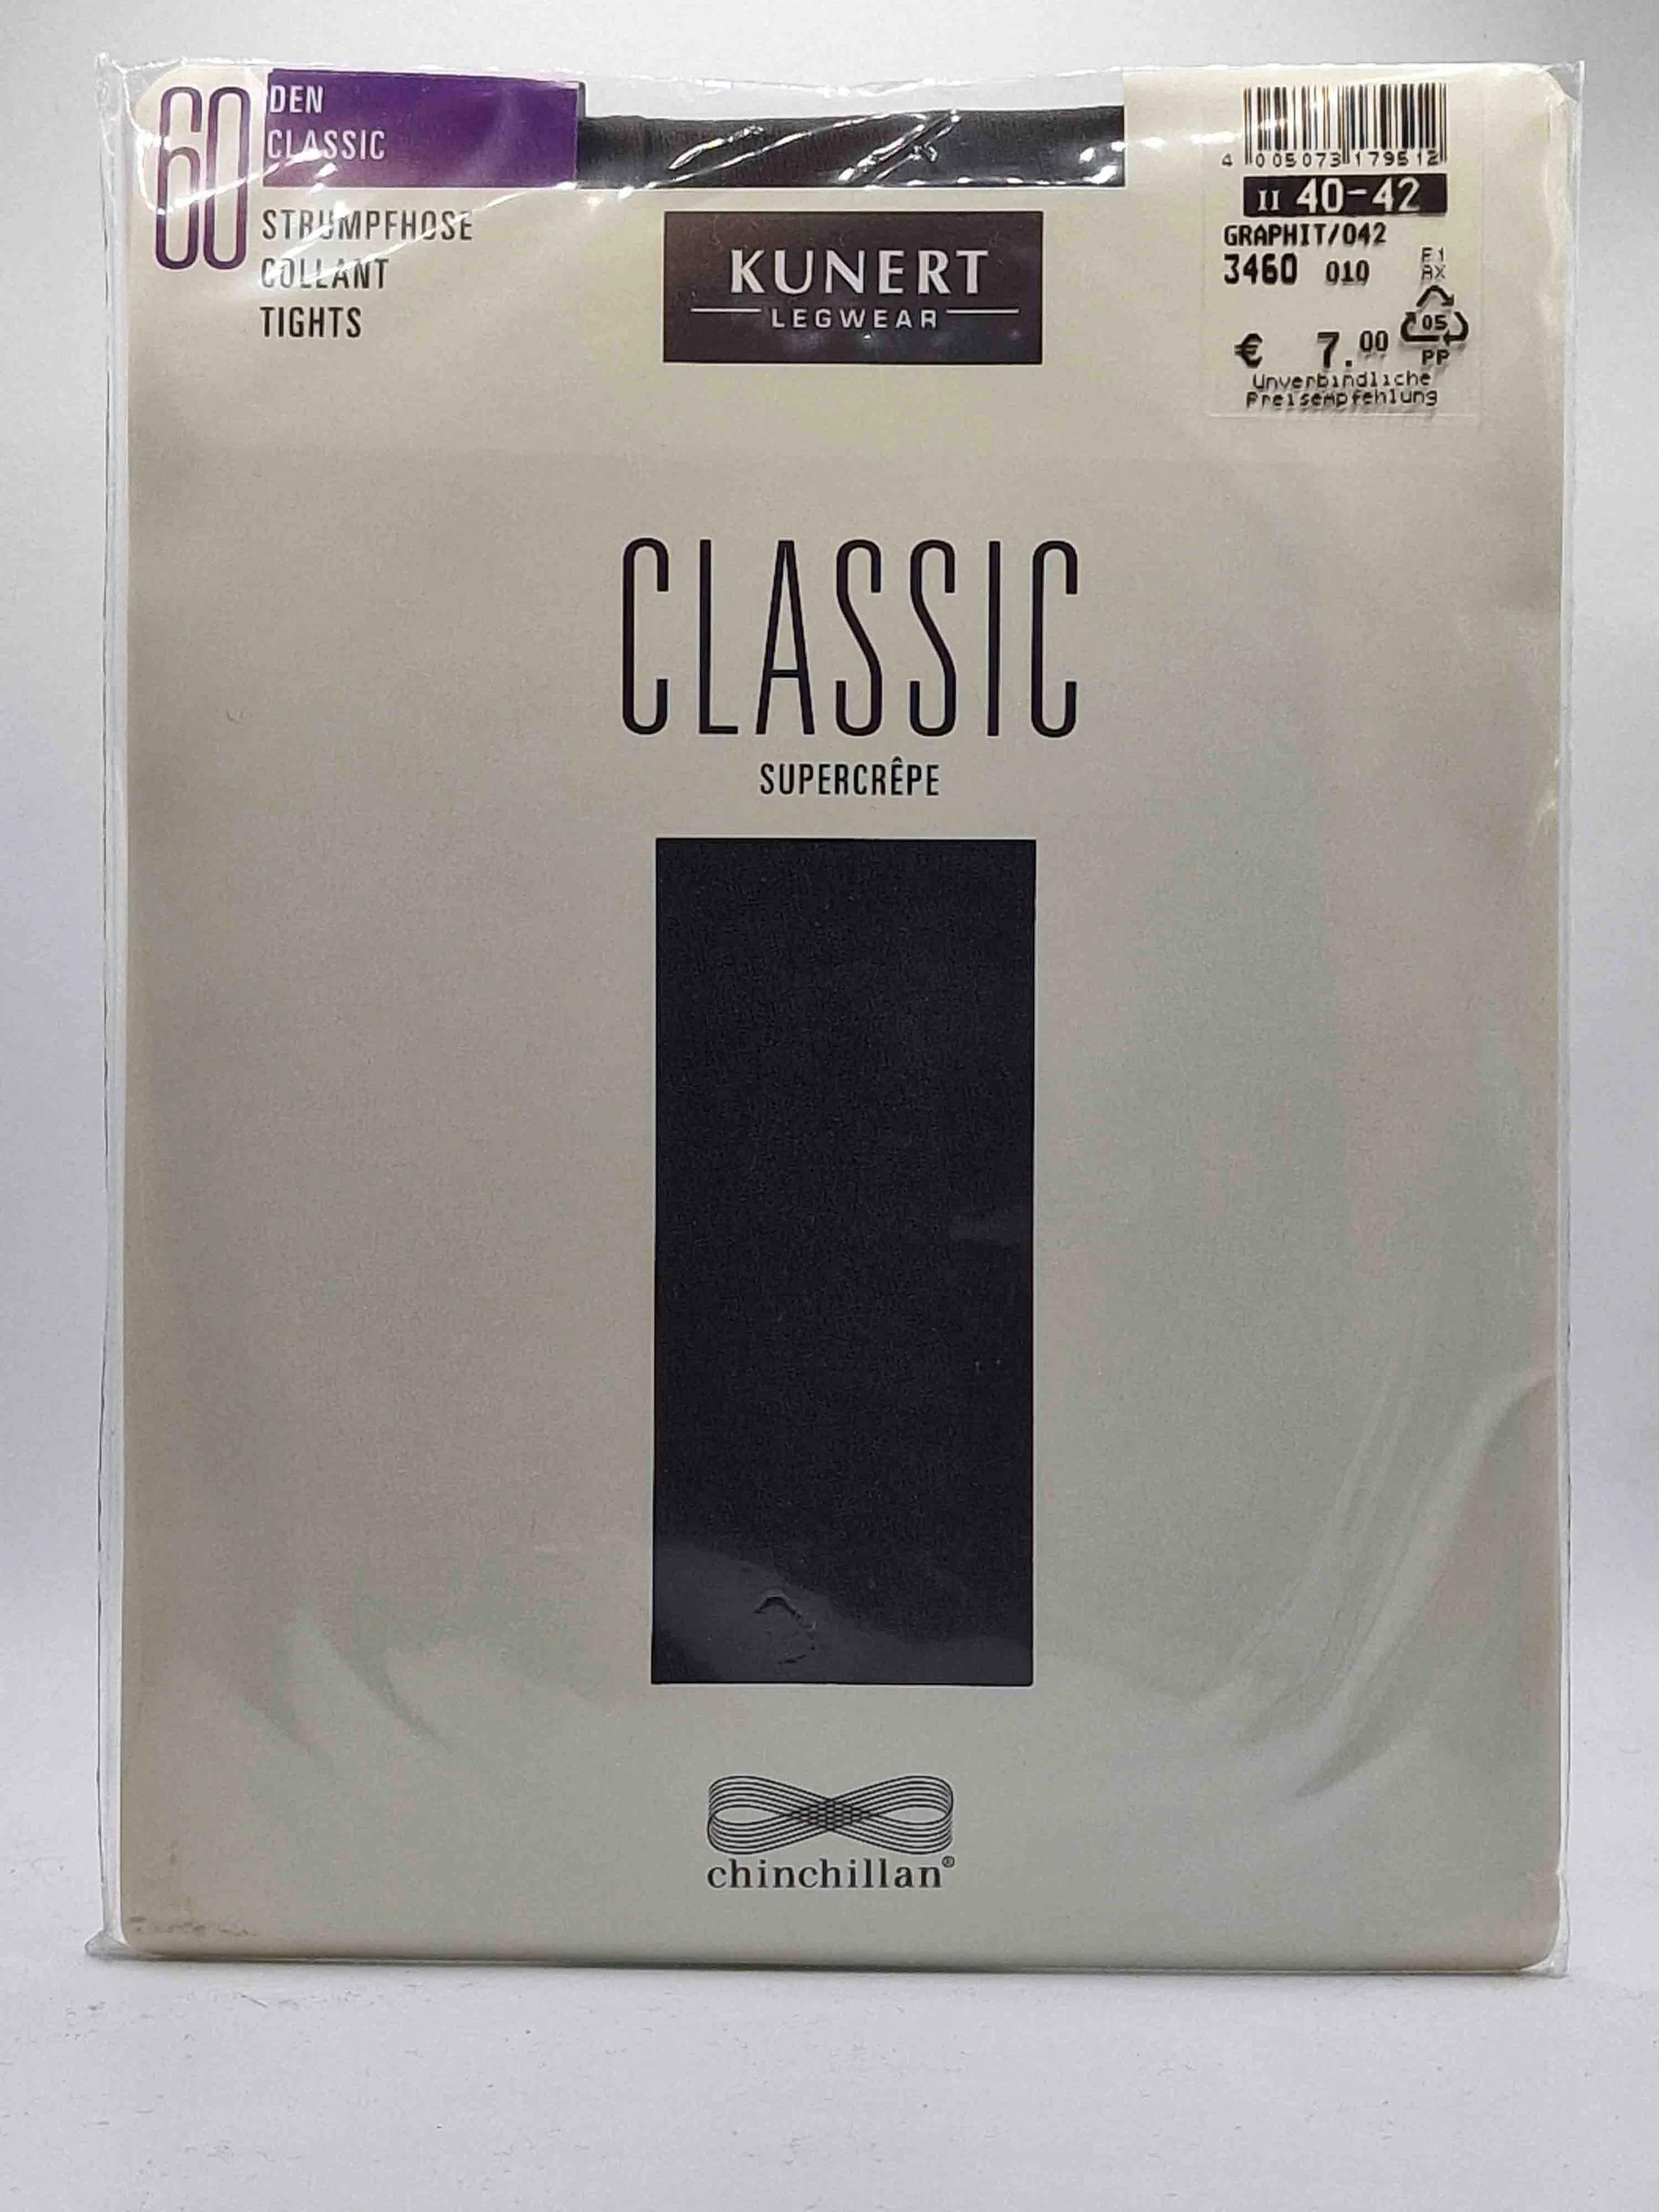 60
DEN
CLASSIC
STRUMPFHOSE
COLLANT
TIGHTS
KUNERT
LEGWEAR
4 005073 179512
II 40-42
GRAPHIT/042
3460 010
05
PP
€ 7.00
Unverbindliche
Preisempfehlung
CLASSIC
SUPERCRÊPE
chinchillan®